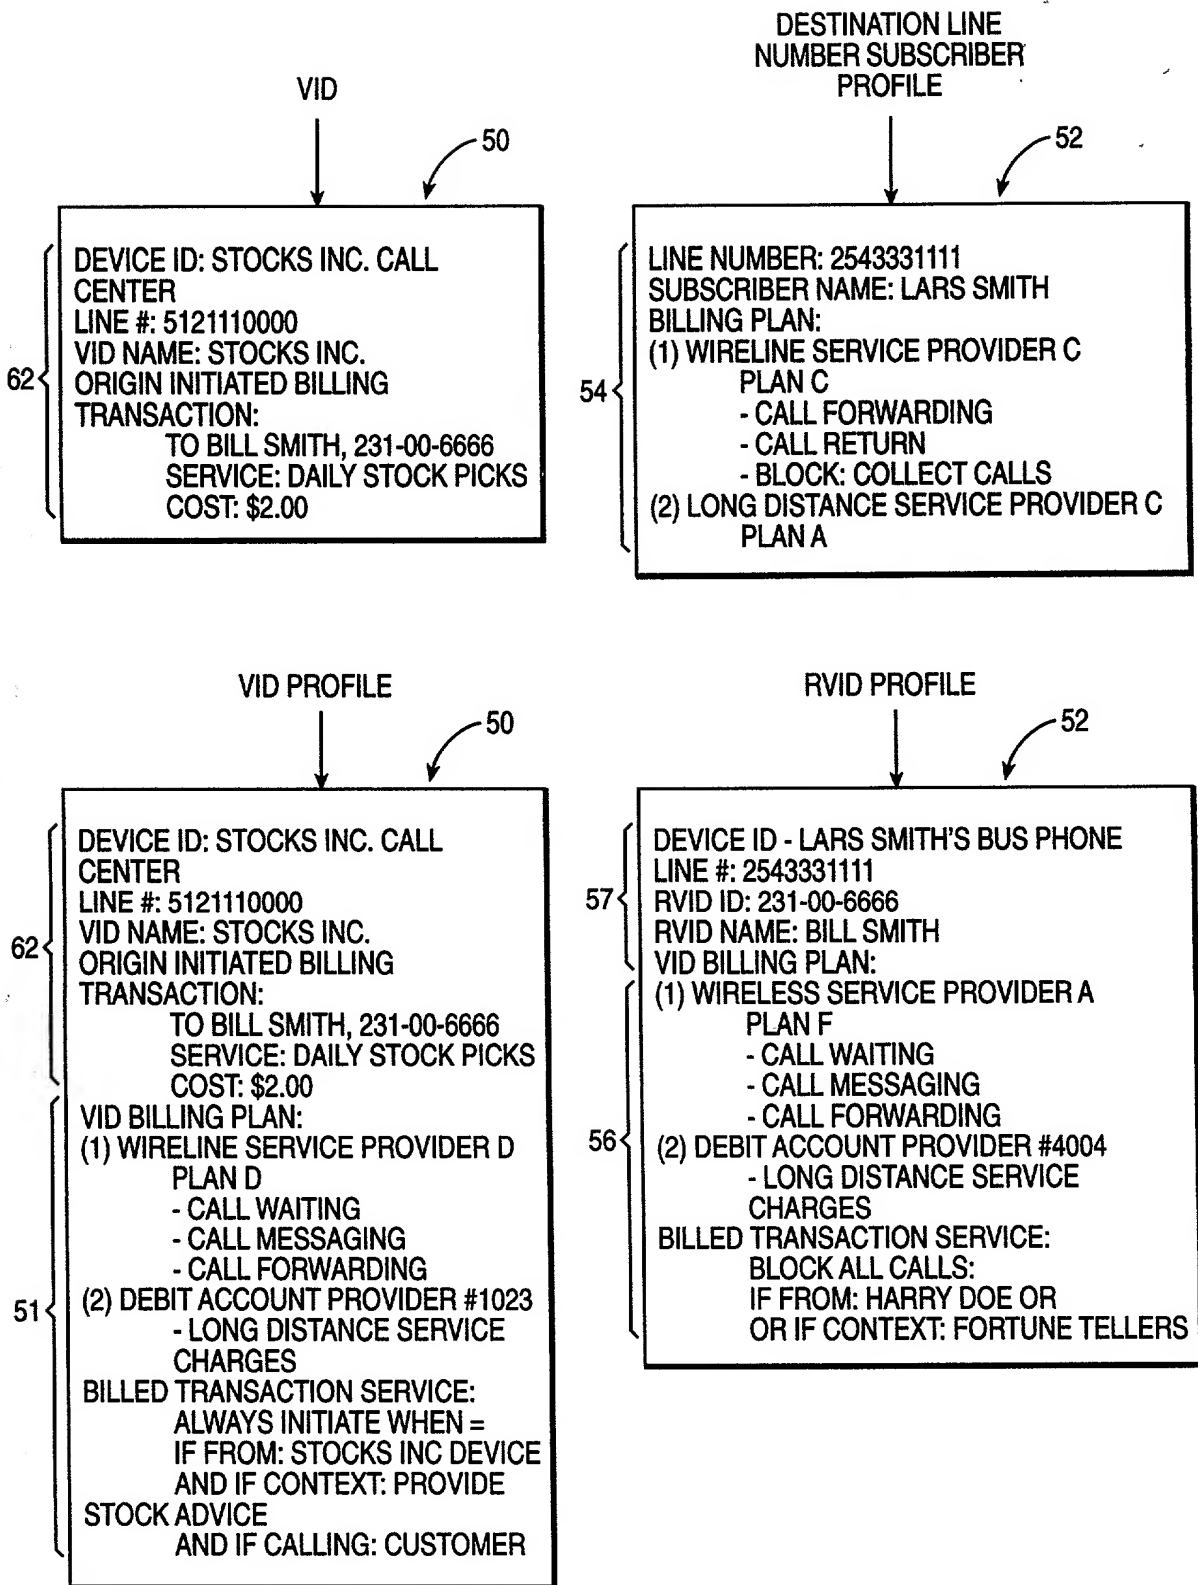 VID
50
62
DEVICE ID: STOCKS INC. CALL
CENTER
LINE #: 5121110000
VID NAME: STOCKS INC.
ORIGIN INITIATED BILLING
TRANSACTION:
TO BILL SMITH, 231-00-6666
SERVICE: DAILY STOCK PICKS
COST: $2.00
DESTINATION LINE
NUMBER SUBSCRIBER
PROFILE
52
54
LINE NUMBER: 2543331111
SUBSCRIBER NAME: LARS SMITH
BILLING PLAN:
(1) WIRELINE SERVICE PROVIDER C
PLAN C
- CALL FORWARDING
- CALL RETURN
- BLOCK: COLLECT CALLS
(2) LONG DISTANCE SERVICE PROVIDER C
PLAN A
VID PROFILE
50
62
DEVICE ID: STOCKS INC. CALL
CENTER
LINE #: 5121110000
VID NAME: STOCKS INC.
ORIGIN INITIATED BILLING
TRANSACTION:
TO BILL SMITH, 231-00-6666
SERVICE: DAILY STOCK PICKS
COST: $2.00
51
VID BILLING PLAN:
(1) WIRELINE SERVICE PROVIDER D
PLAN D
- CALL WAITING
- CALL MESSAGING
- CALL FORWARDING
(2) DEBIT ACCOUNT PROVIDER #1023
- LONG DISTANCE SERVICE
CHARGES
BILLED TRANSACTION SERVICE:
ALWAYS INITIATE WHEN =
IF FROM: STOCKS INC DEVICE
AND IF CONTEXT: PROVIDE
STOCK ADVICE
AND IF CALLING: CUSTOMER
RVID PROFILE
52
57
DEVICE ID - LARS SMITH'S BUS PHONE
LINE #: 2543331111
RVID ID: 231-00-6666
RVID NAME: BILL SMITH
VID BILLING PLAN:
56
(1) WIRELESS SERVICE PROVIDER A
PLAN F
- CALL WAITING
- CALL MESSAGING
- CALL FORWARDING
(2) DEBIT ACCOUNT PROVIDER #4004
- LONG DISTANCE SERVICE
CHARGES
BILLED TRANSACTION SERVICE:
BLOCK ALL CALLS:
IF FROM: HARRY DOE OR
OR IF CONTEXT: FORTUNE TELLERS